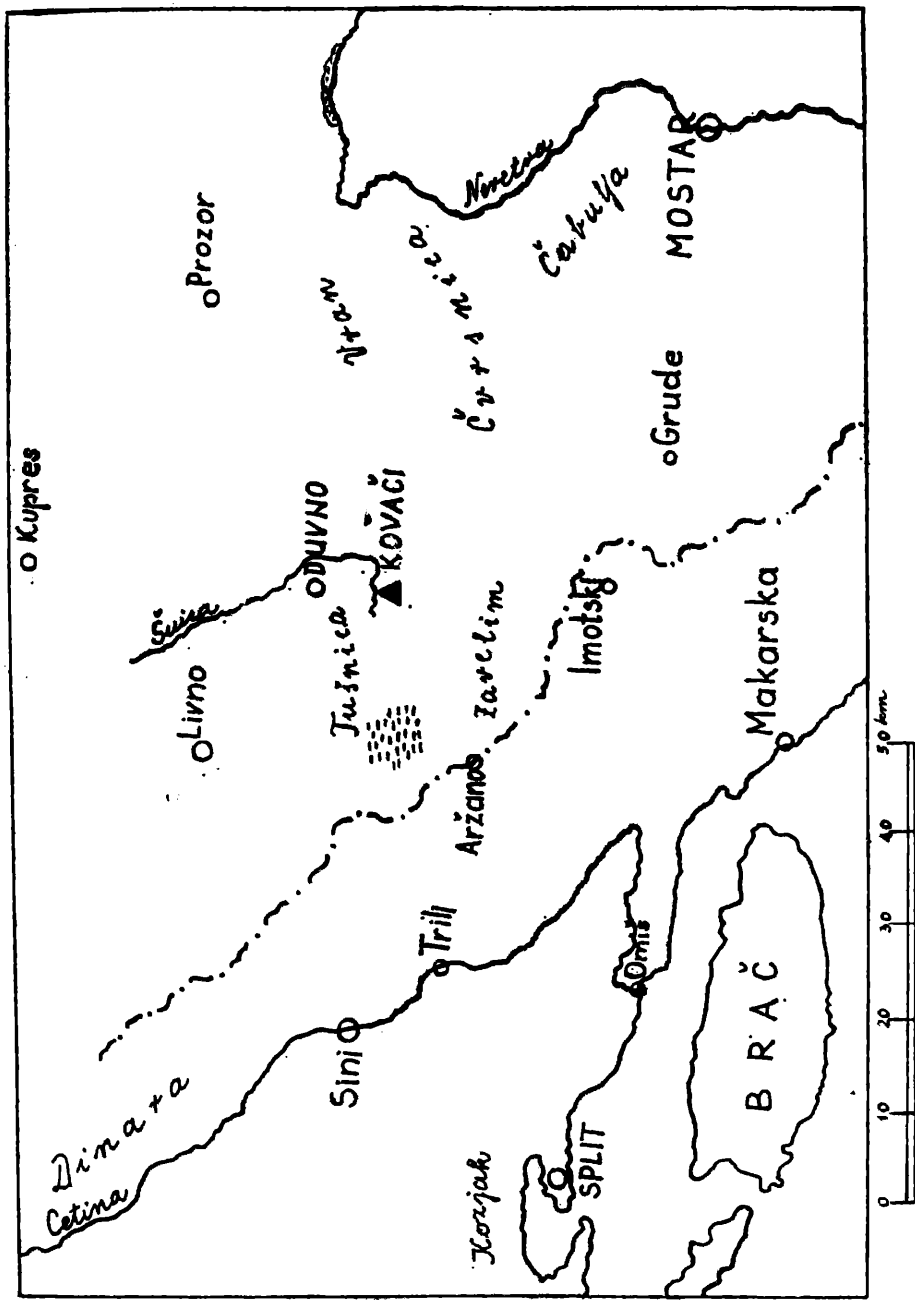 Kupres
Cetina
Dinara
Livno
Šuica
Prozor
Sinj
DUVNO
Tušnica
KOVAČI
Vran
Trilj
Aržano
Zavelim
Čvrsnica
Neretva
Kozjak
SPLIT
Omiš
Imotski
Grude
Čabulja
MOSTAR
BRAČ
Makarska
0 10 20 30 40 50 km